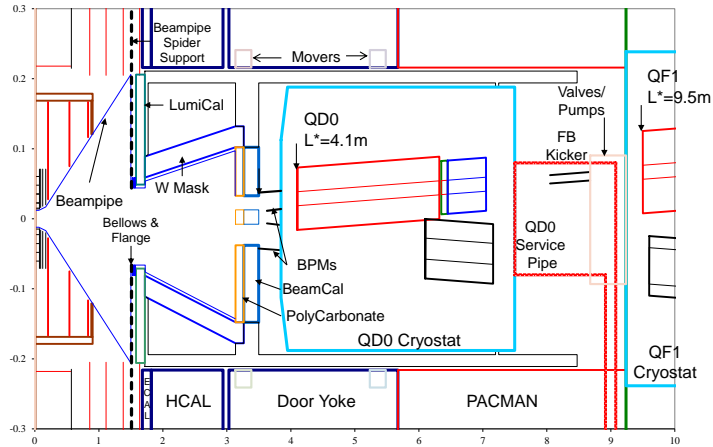 0.3
Beampipe
Spider
Support
Movers
QF1
L*=9.5m
0.2
LumiCal
QD0
L*=4.1m
Valves/
Pumps
0.1
FB
Kicker
W Mask
Beampipe
0
Bellows &
Flange
QD0
Service
Pipe
BPMs
BeamCal
-0.1
PolyCarbonate
QD0 Cryostat
-0.2
QF1
Cryostat
ECAL
HCAL
Door Yoke
PACMAN
-0.3
0 1 2 3 4 5 6 7 8 9 10